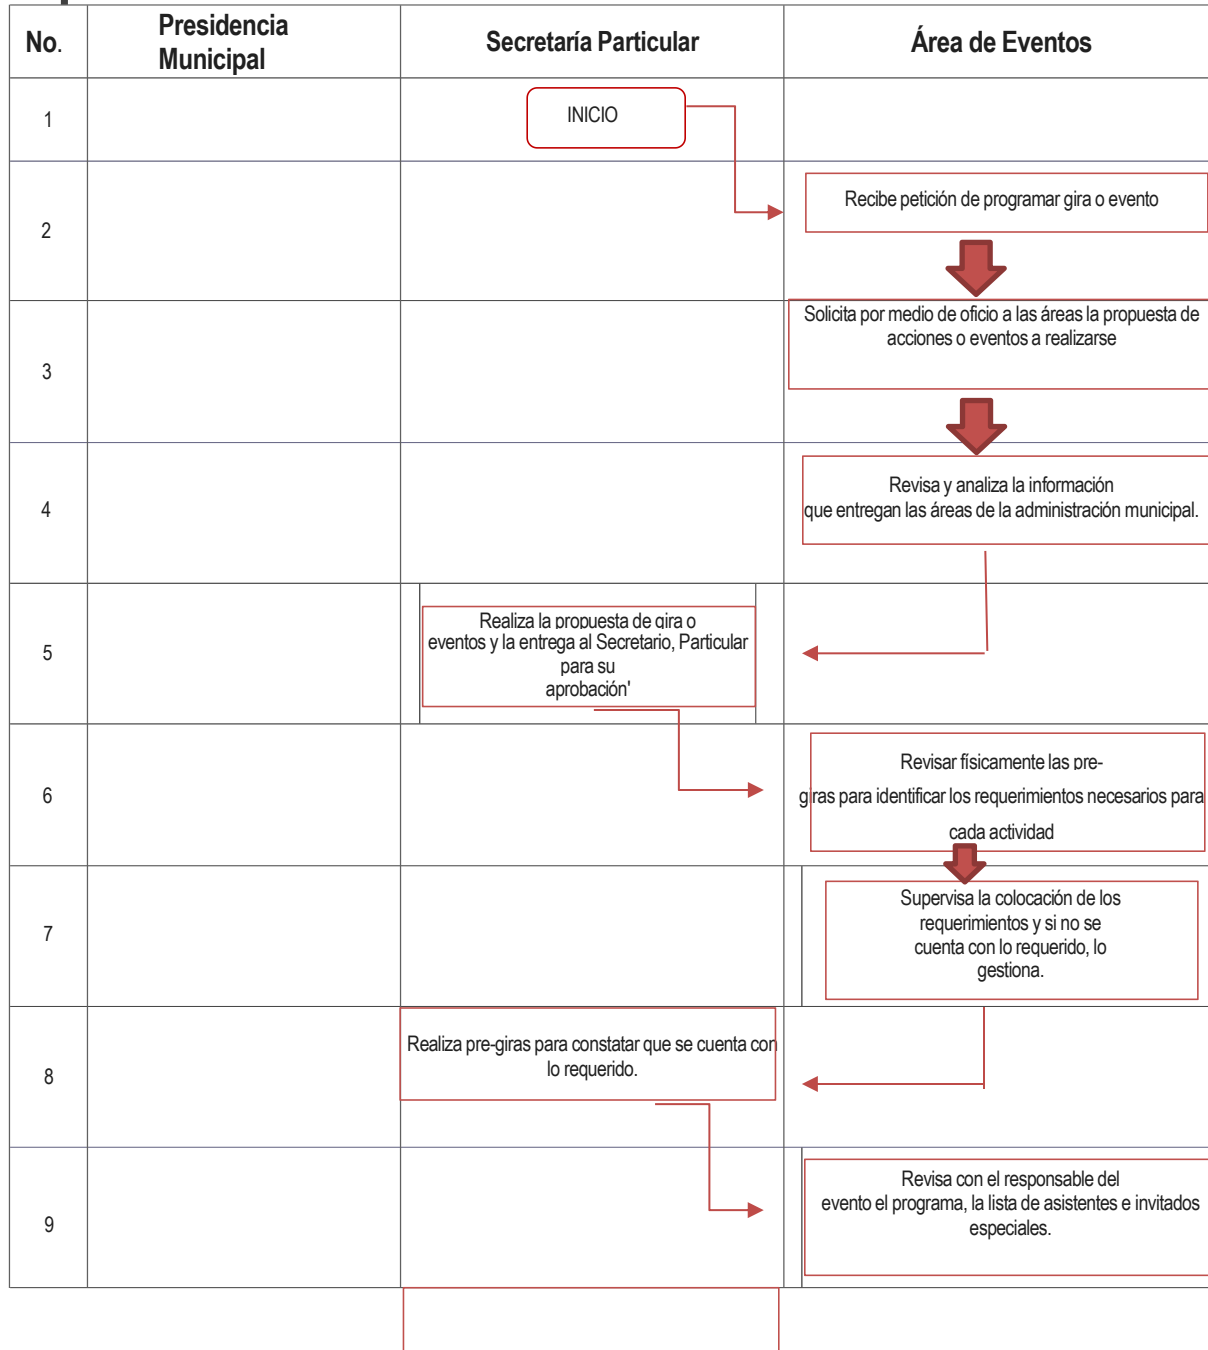 No.
Presidencia
Municipal
Secretaría Particular
Área de Eventos
1
INICIO
2
Recibe petición de programar gira o evento
3
Solicita por medio de oficio a las áreas la propuesta de
acciones o eventos a realizarse
4
Revisa y analiza la información
que entregan las áreas de la administración municipal.
5
Realiza la propuesta de gira o
eventos y la entrega al Secretario, Particular
para su
aprobación'
6
Revisar físicamente las pre-
giras para identificar los requerimientos necesarios para
cada actividad
7
Supervisa la colocación de los
requerimientos y si no se
cuenta con lo requerido, lo
gestiona.
8
Realiza pre-giras para constatar que se cuenta con
lo requerido.
9
Revisa con el responsable del
evento el programa, la lista de asistentes e invitados
especiales.